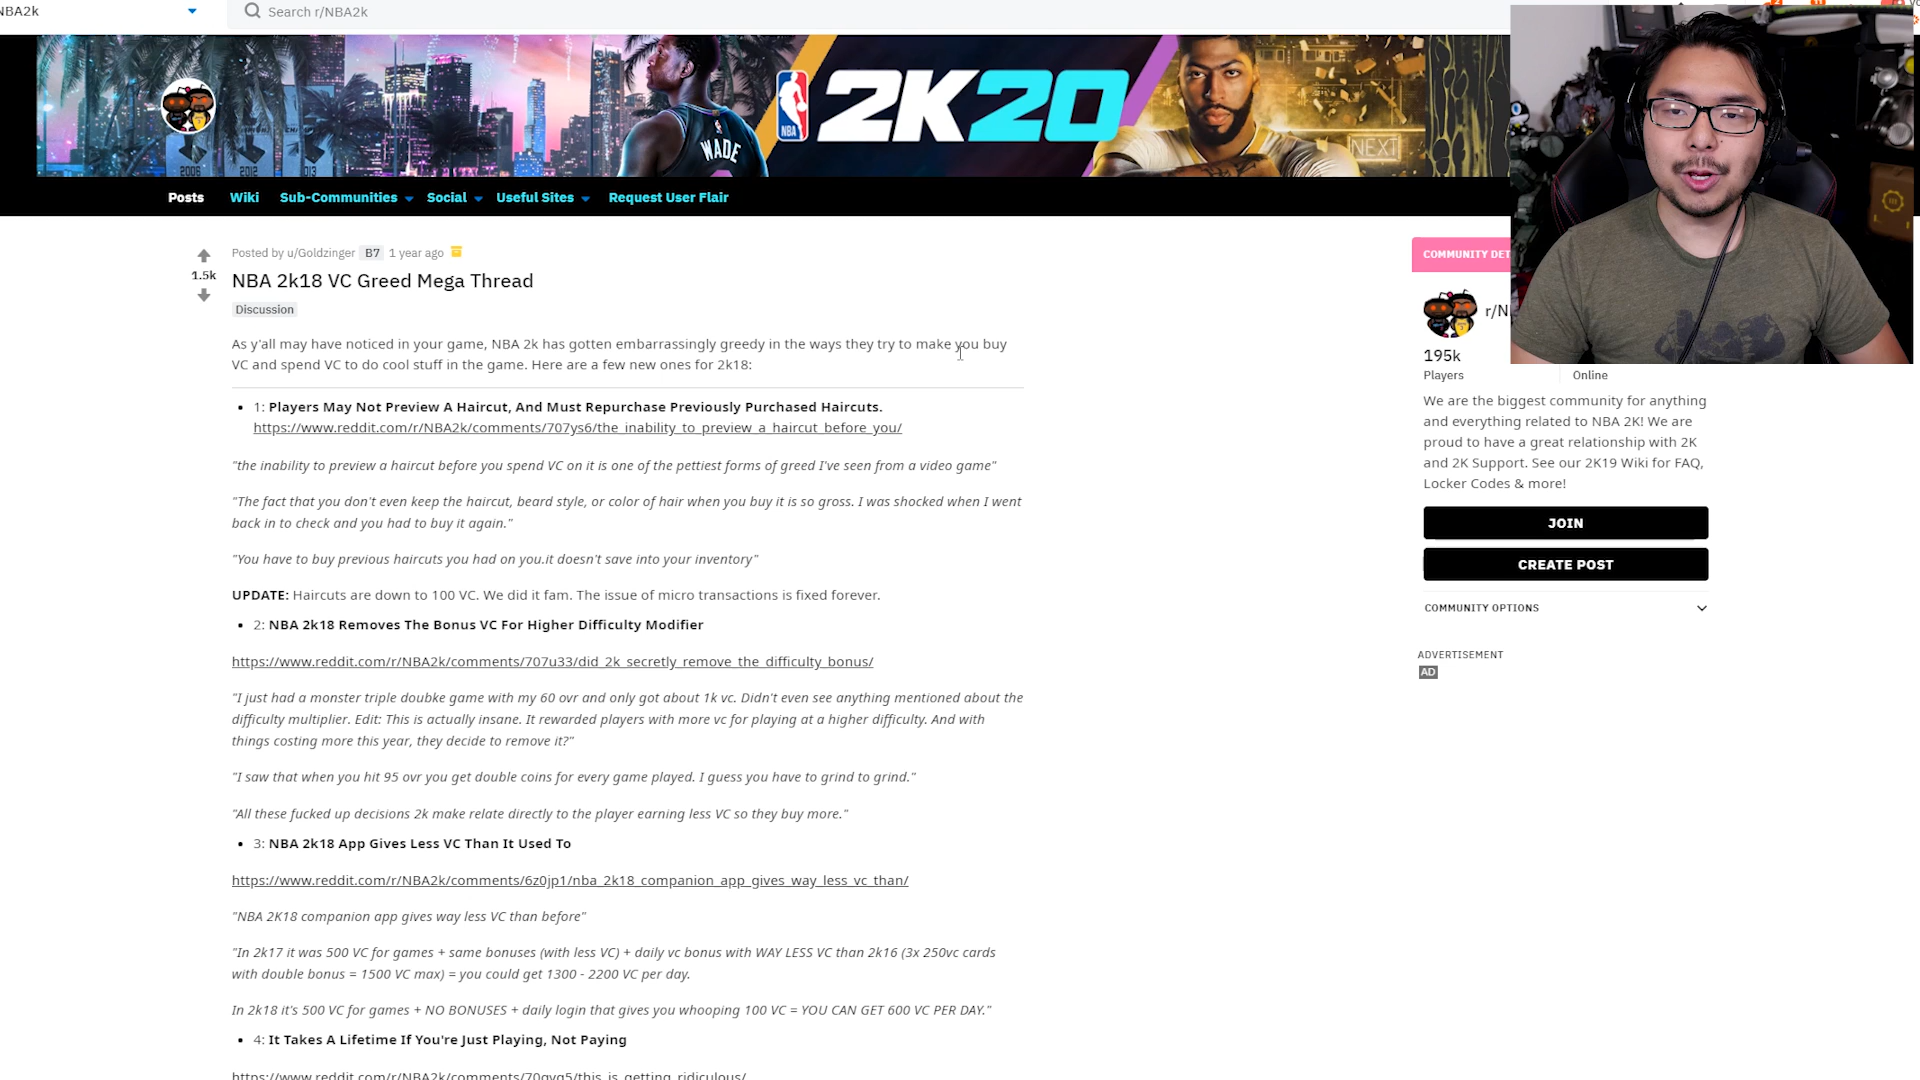 NBA2k
Search r/NBA2k
2006
2012
WADE
NBA
2K20
NEXT
Posts
Wiki
Sub-Communities
Social
Useful Sites
Request User Flair
Posted by u/Goldzinger B7 1 year ago
1.5k
NBA 2k18 VC Greed Mega Thread
Discussion
As y'all may have noticed in your game, NBA 2k has gotten embarrassingly greedy in the ways they try to make you buy
VC and spend VC to do cool stuff in the game. Here are a few new ones for 2k18:
• 1: Players May Not Preview A Haircut, And Must Repurchase Previously Purchased Haircuts.
https://www.reddit.com/r/NBA2k/comments/707ys6/the_inability_to_preview_a_haircut_before_you/
"the inability to preview a haircut before you spend VC on it is one of the pettiest forms of greed I've seen from a video game"
"The fact that you don't even keep the haircut, beard style, or color of hair when you buy it is so gross. I was shocked when I went
back in to check and you had to buy it again."
"You have to buy previous haircuts you had on you.it doesn't save into your inventory"
UPDATE: Haircuts are down to 100 VC. We did it fam. The issue of micro transactions is fixed forever.
• 2: NBA 2k18 Removes The Bonus VC For Higher Difficulty Modifier
https://www.reddit.com/r/NBA2k/comments/707u33/did_2k_secretly_remove_the_difficulty_bonus/
"I just had a monster triple doubke game with my 60 ovr and only got about 1k vc. Didn't even see anything mentioned about the
difficulty multiplier. Edit: This is actually insane. It rewarded players with more vc for playing at a higher difficulty. And with
things costing more this year, they decide to remove it?"
"I saw that when you hit 95 ovr you get double coins for every game played. I guess you have to grind to grind."
"All these fucked up decisions 2k make relate directly to the player earning less VC so they buy more."
• 3: NBA 2k18 App Gives Less VC Than It Used To
https://www.reddit.com/r/NBA2k/comments/6z0jp1/nba_2k18_companion_app_gives_way_less_vc_than/
"NBA 2K18 companion app gives way less VC than before"
"In 2k17 it was 500 VC for games + same bonuses (with less VC) + daily vc bonus with WAY LESS VC than 2k16 (3x 250vc cards
with double bonus = 1500 VC max) = you could get 1300 - 2200 VC per day.
In 2k18 it's 500 VC for games + NO BONUSES + daily login that gives you whooping 100 VC = YOU CAN GET 600 VC PER DAY."
• 4: It Takes A Lifetime If You're Just Playing, Not Paying
https://www.reddit.com/r/NBA2k/comments/70gvg5/this_is_getting_ridiculous/
COMMUNITY DET
r/N
195k
Players
Online
We are the biggest community for anything
and everything related to NBA 2K! We are
proud to have a great relationship with 2K
and 2K Support. See our 2K19 Wiki for FAQ,
Locker Codes & more!
JOIN
CREATE POST
COMMUNITY OPTIONS
ADVERTISEMENT
AD